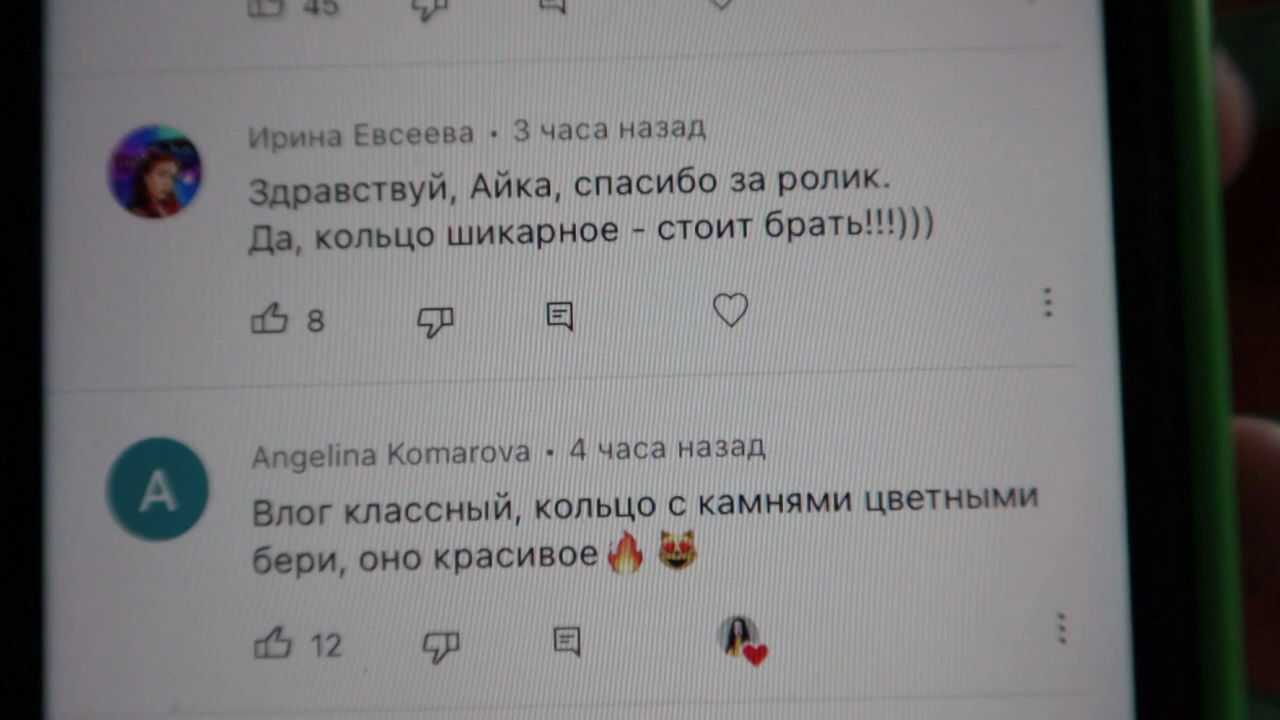 45
Ирина Евсеева • 3 часа назад
Здравствуй, Айка, спасибо за ролик.
Да, кольцо шикарное - стоит брать!!!)))
8
A
Angelina Komarova • 4 часа назад
Влог классный, кольцо с камнями цветными
бери, оно красивое🔥 😻
12